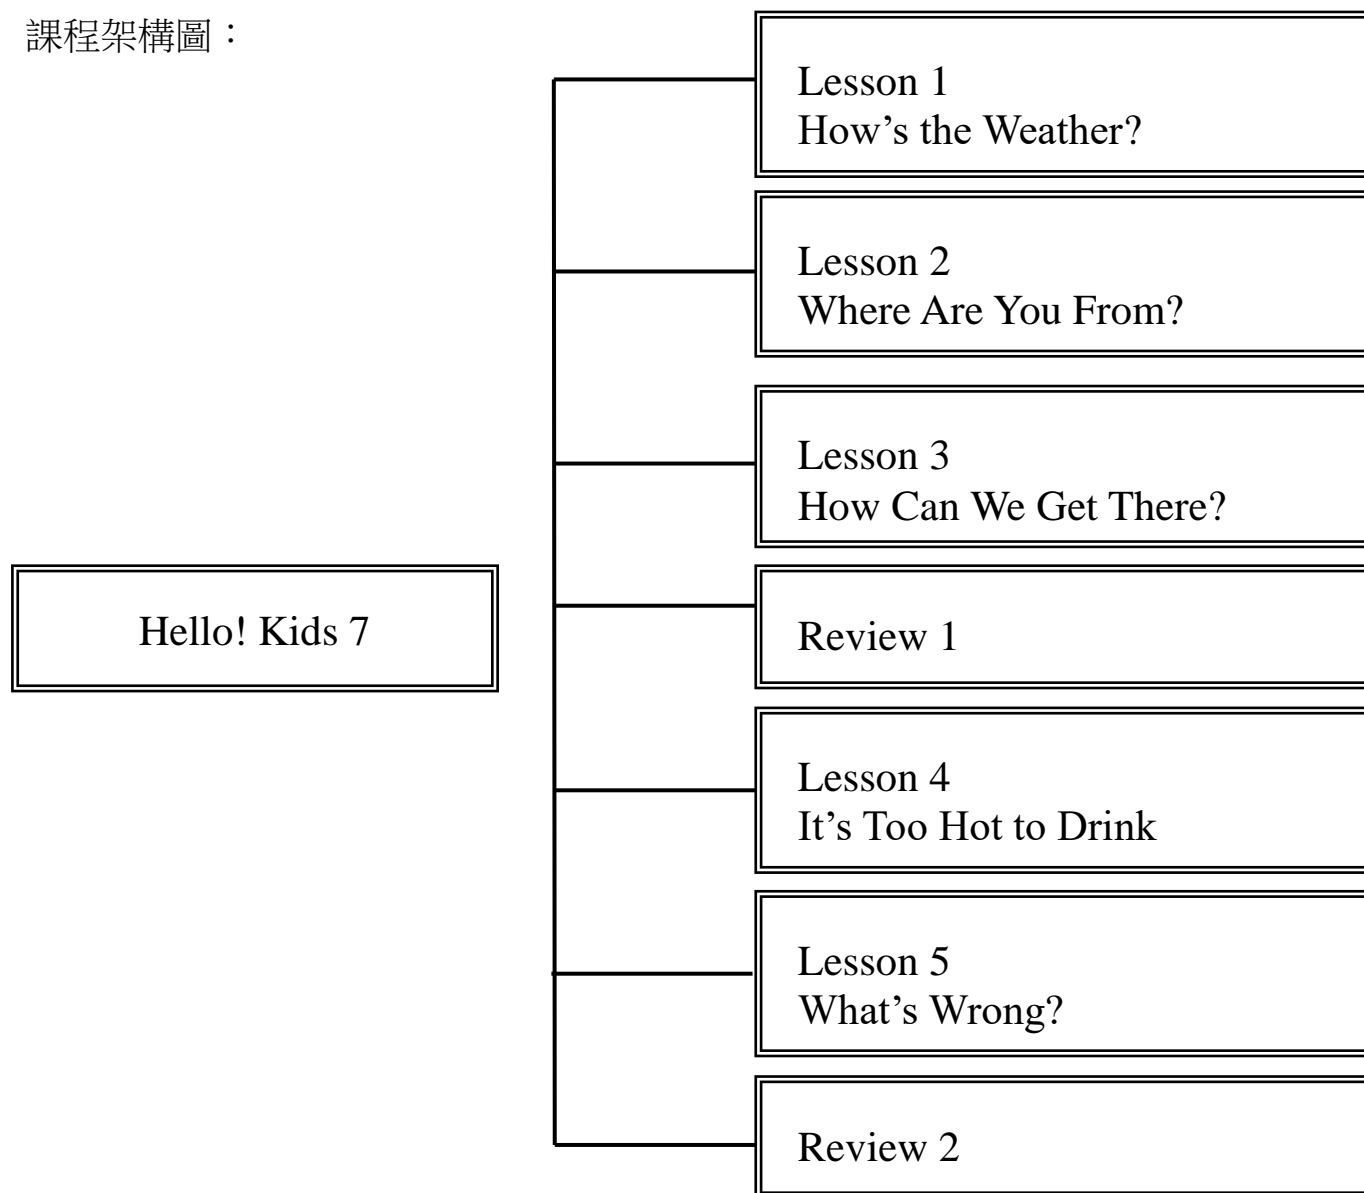 課程架構圖：
Lesson 1
How’s the Weather?
Lesson 2
Where Are You From?
Lesson 3
How Can We Get There?
Hello! Kids 7
Review 1
Lesson 4
It’s Too Hot to Drink
Lesson 5
What’s Wrong?
Review 2